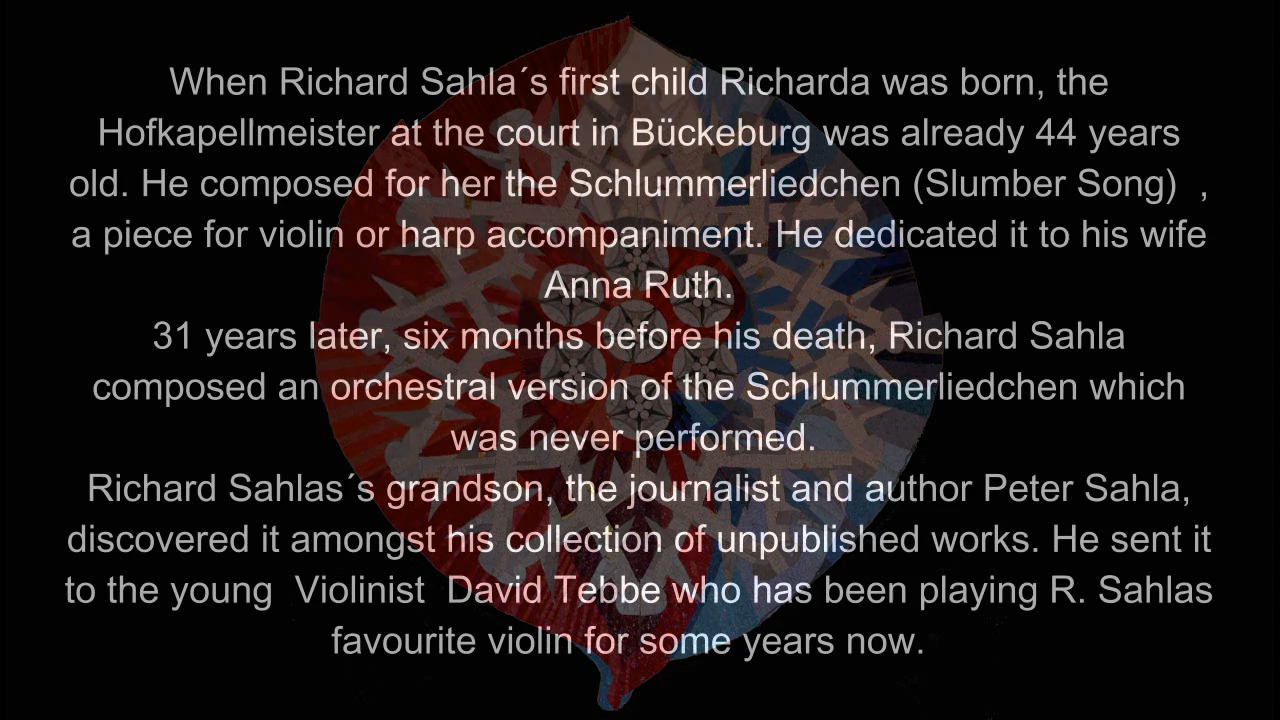 When Richard Sahla´s first child Richarda was born, the
Hofkapellmeister at the court in Bückeburg was already 44 years
old. He composed for her the Schlummerliedchen (Slumber Song)  ,
a piece for violin or harp accompaniment. He dedicated it to his wife
Anna Ruth.
31 years later, six months before his death, Richard Sahla
composed an orchestral version of the Schlummerliedchen which
was never performed.
Richard Sahlas´s grandson, the journalist and author Peter Sahla,
discovered it amongst his collection of unpublished works. He sent it
to the young  Violinist  David Tebbe who has been playing R. Sahlas
favourite violin for some years now.